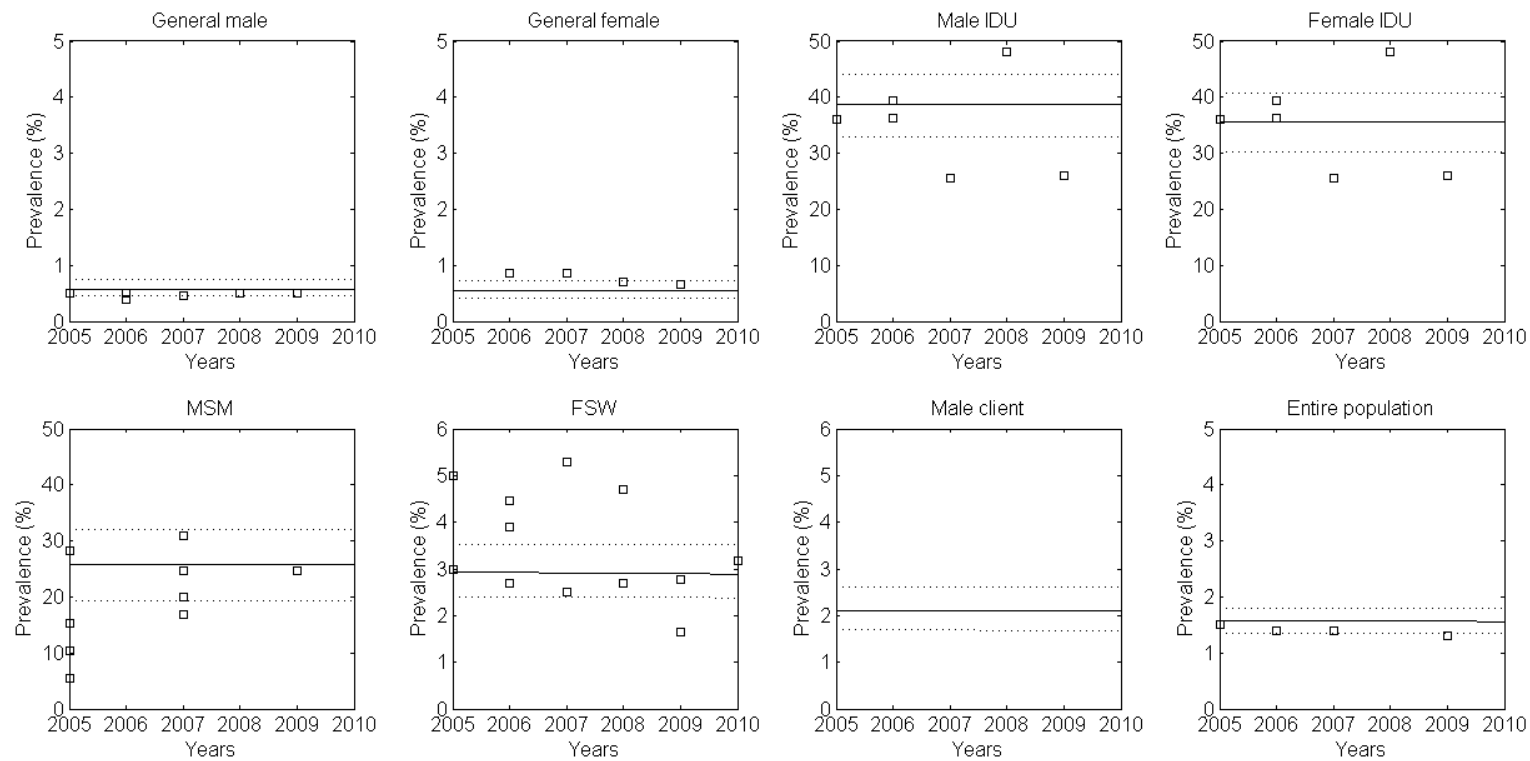 General male
5
4
3
2
1
0
Prevalence (%)
2005 2006 2007 2008 2009 2010
Years
General female
5
4
3
2
1
0
Prevalence (%)
2005 2006 2007 2008 2009 2010
Years
Male IDU
50
40
30
20
10
0
Prevalence (%)
2005 2006 2007 2008 2009 2010
Years
Female IDU
50
40
30
20
10
0
Prevalence (%)
2005 2006 2007 2008 2009 2010
Years
MSM
50
40
30
20
10
0
Prevalence (%)
2005 2006 2007 2008 2009 2010
Years
FSW
6
5
4
3
2
1
0
Prevalence (%)
2005 2006 2007 2008 2009 2010
Years
Male client
6
5
4
3
2
1
0
Prevalence (%)
2005 2006 2007 2008 2009 2010
Years
Entire population
5
4
3
2
1
0
Prevalence (%)
2005 2006 2007 2008 2009 2010
Years